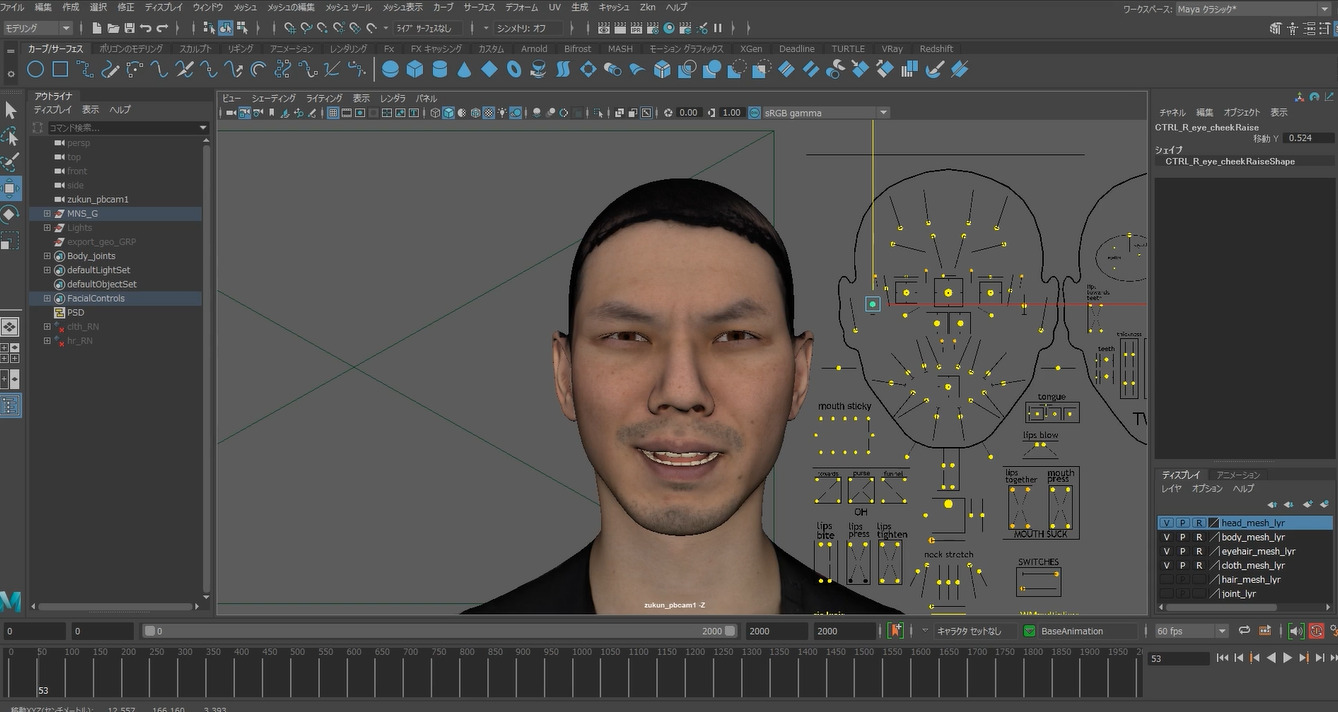 ファイル 編集 作成 選択 修正 ディスプレイ ウィンドウ メッシュ メッシュの編集 メッシュ ツール メッシュ表示 カーブ サーフェス デフォーム UV 生成 キャッシュ Zkn ヘルプ
ワークスペース: Maya クラシック*
モデリング
ライブ サーフェスなし
シンメトリ: オフ
カーブ/サーフェス ポリゴンのモデリング スカルプト リギング アニメーション レンダリング Fx FX キャッシング カスタム Arnold Bifrost MASH モーション グラフィックス XGen Deadline TURTLE VRay Redshift
アウトライナ
ディスプレイ 表示 ヘルプ
コマンド検索...
persp
top
front
side
zukun_pbcam1
MNS_G
Lights
export_geo_GRP
Body_joints
defaultLightSet
defaultObjectSet
FacialControls
PSD
clth_RN
hr_RN
ビュー シェーディング ライティング 表示 レンダラ パネル
0.00 1.00 sRGB gamma
mouth sticky
purse
funnel
OH
lips bite
lips press
lips tighten
neck stretch
tongue
lips blow
lips together
mouth press
MOUTH SUCK
SWITCHES
lips towards teeth
teeth
thickness
zukun_pbcam1 -Z
チャネル 編集 オブジェクト 表示
CTRL_R_eye_cheekRaise
移動 Y 0.524
シェイプ
CTRL_R_eye_cheekRaiseShape
ディスプレイ アニメーション
レイヤ オプション ヘルプ
V P R head_mesh_lyr
V P R body_mesh_lyr
V P R eyehair_mesh_lyr
V P R cloth_mesh_lyr
P hair_mesh_lyr
P joint_lyr
0 0 0 2000 2000 2000
キャラクタ セットなし
BaseAnimation
60 fps
0 50 100 150 200 250 300 350 400 450 500 550 600 650 700 750 800 850 900 950 1000 1050 1100 1150 1200 1250 1300 1350 1400 1450 1500 1550 1600 1650 1700 1750 1800 1850 1900 1950
53
53
移動XYZ(センチメートル): 12.557 166.160 3.393